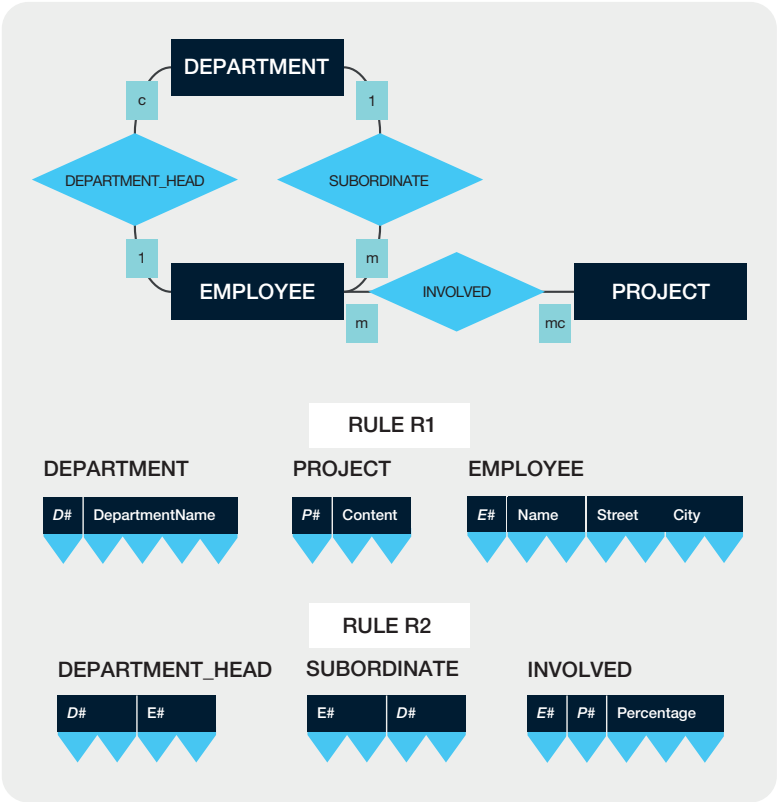 DEPARTMENT
c
1
DEPARTMENT_HEAD
SUBORDINATE
1
m
EMPLOYEE
INVOLVED
PROJECT
m
mc
RULE R1
DEPARTMENT
PROJECT
EMPLOYEE
D# DepartmentName
P# Content
E# Name Street City
RULE R2
DEPARTMENT_HEAD
SUBORDINATE
INVOLVED
D# E#
E# D#
E# P# Percentage